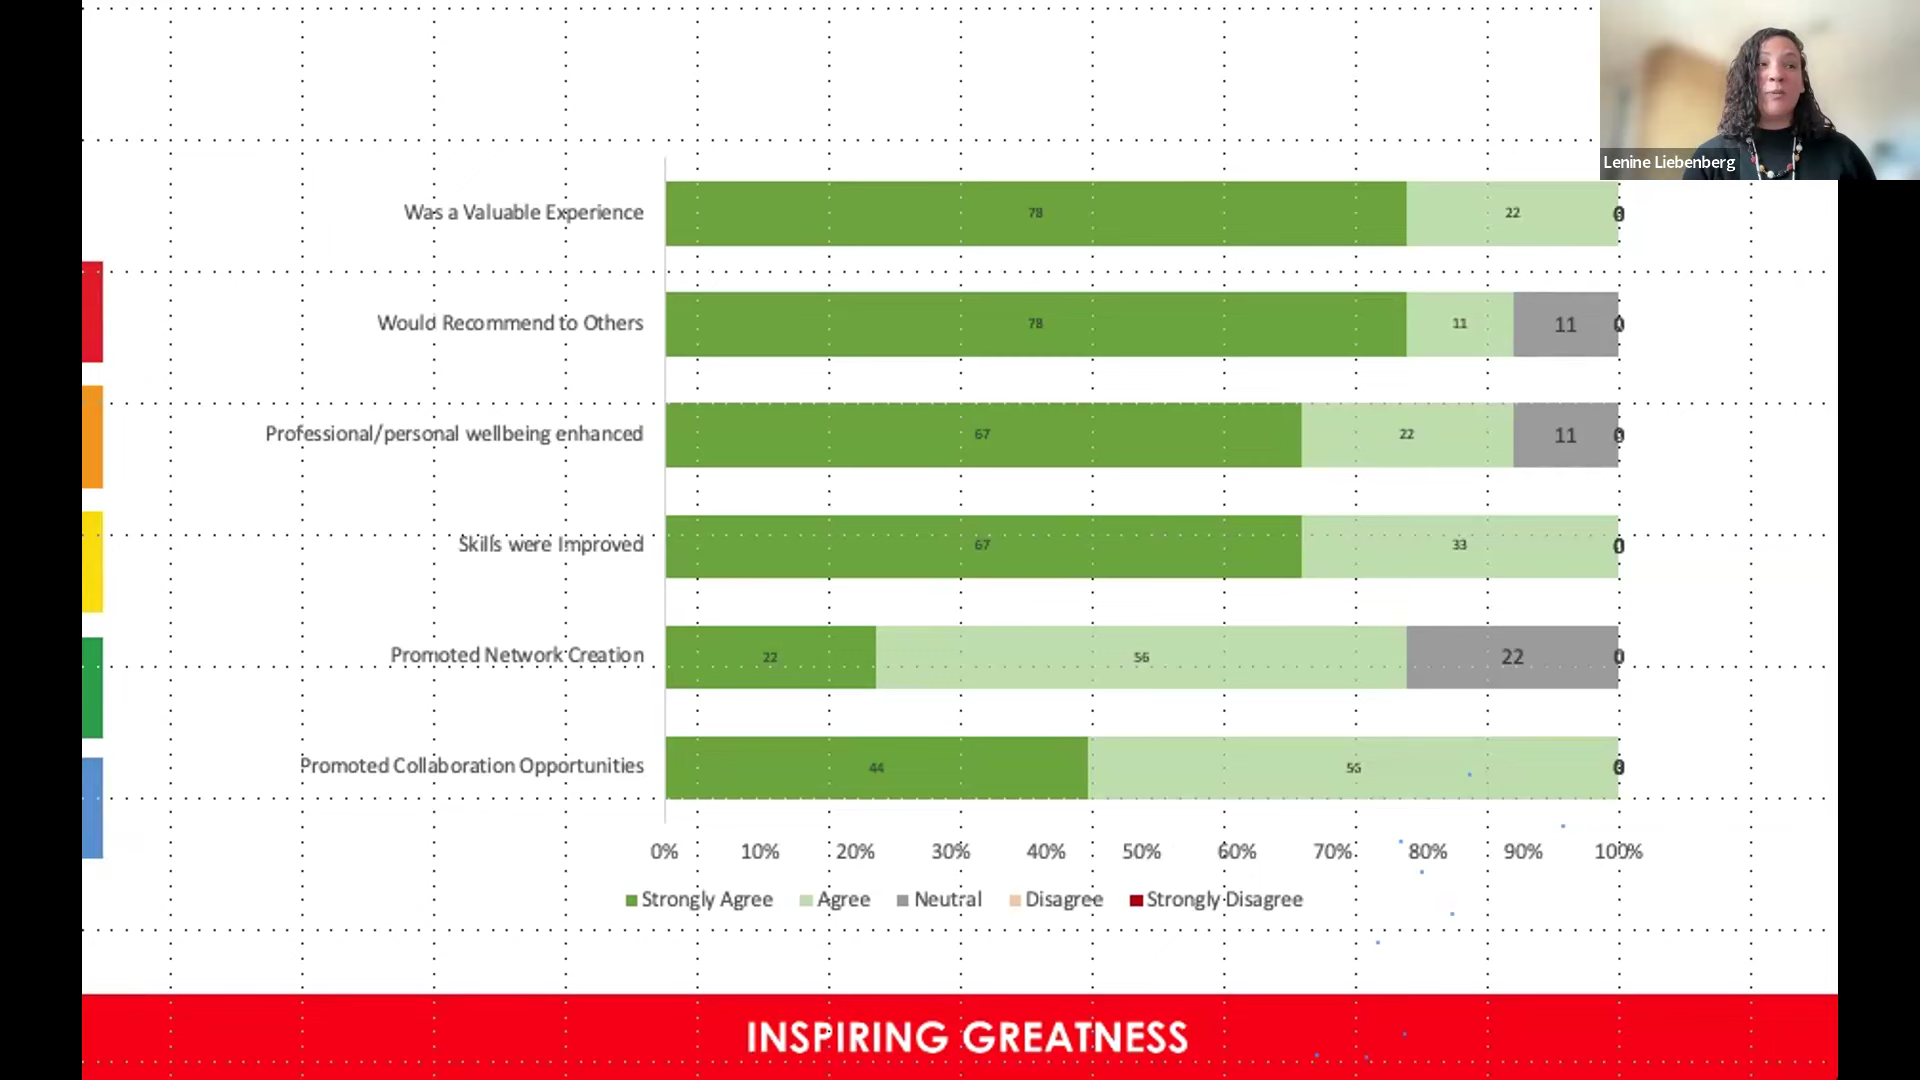 Lenine Liebenberg
Was a Valuable Experience 78 22 0
Would Recommend to Others 78 11 11 0
Professional/personal wellbeing enhanced 67 22 11 0
Skills were Improved 67 33 0
Promoted Network Creation 22 56 22 0
Promoted Collaboration Opportunities 44 56 0
0% 10% 20% 30% 40% 50% 60% 70% 80% 90% 100%
Strongly Agree Agree Neutral Disagree Strongly Disagree
INSPIRING GREATNESS